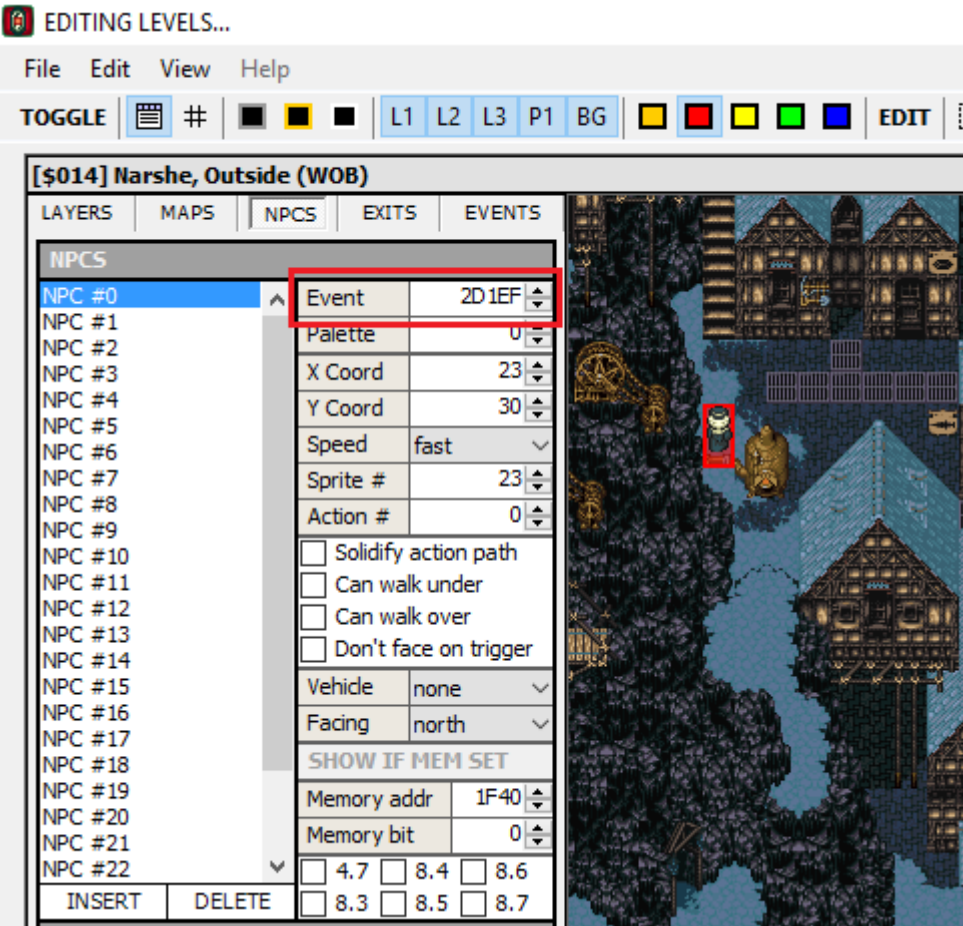 EDITING LEVELS...
File Edit View Help
TOGGLE L1 L2 L3 P1 BG EDIT
[$014] Narshe, Outside (WOB)
LAYERS MAPS NPCS EXITS EVENTS
NPCS
NPC #0
NPC #1
NPC #2
NPC #3
NPC #4
NPC #5
NPC #6
NPC #7
NPC #8
NPC #9
NPC #10
NPC #11
NPC #12
NPC #13
NPC #14
NPC #15
NPC #16
NPC #17
NPC #18
NPC #19
NPC #20
NPC #21
NPC #22
INSERT DELETE
Event 2D1EF
Palette 0
X Coord 23
Y Coord 30
Speed fast
Sprite # 23
Action # 0
Solidify action path
Can walk under
Can walk over
Don't face on trigger
Vehicle none
Facing north
SHOW IF MEM SET
Memory addr 1F40
Memory bit 0
4.7 8.4 8.6
8.3 8.5 8.7